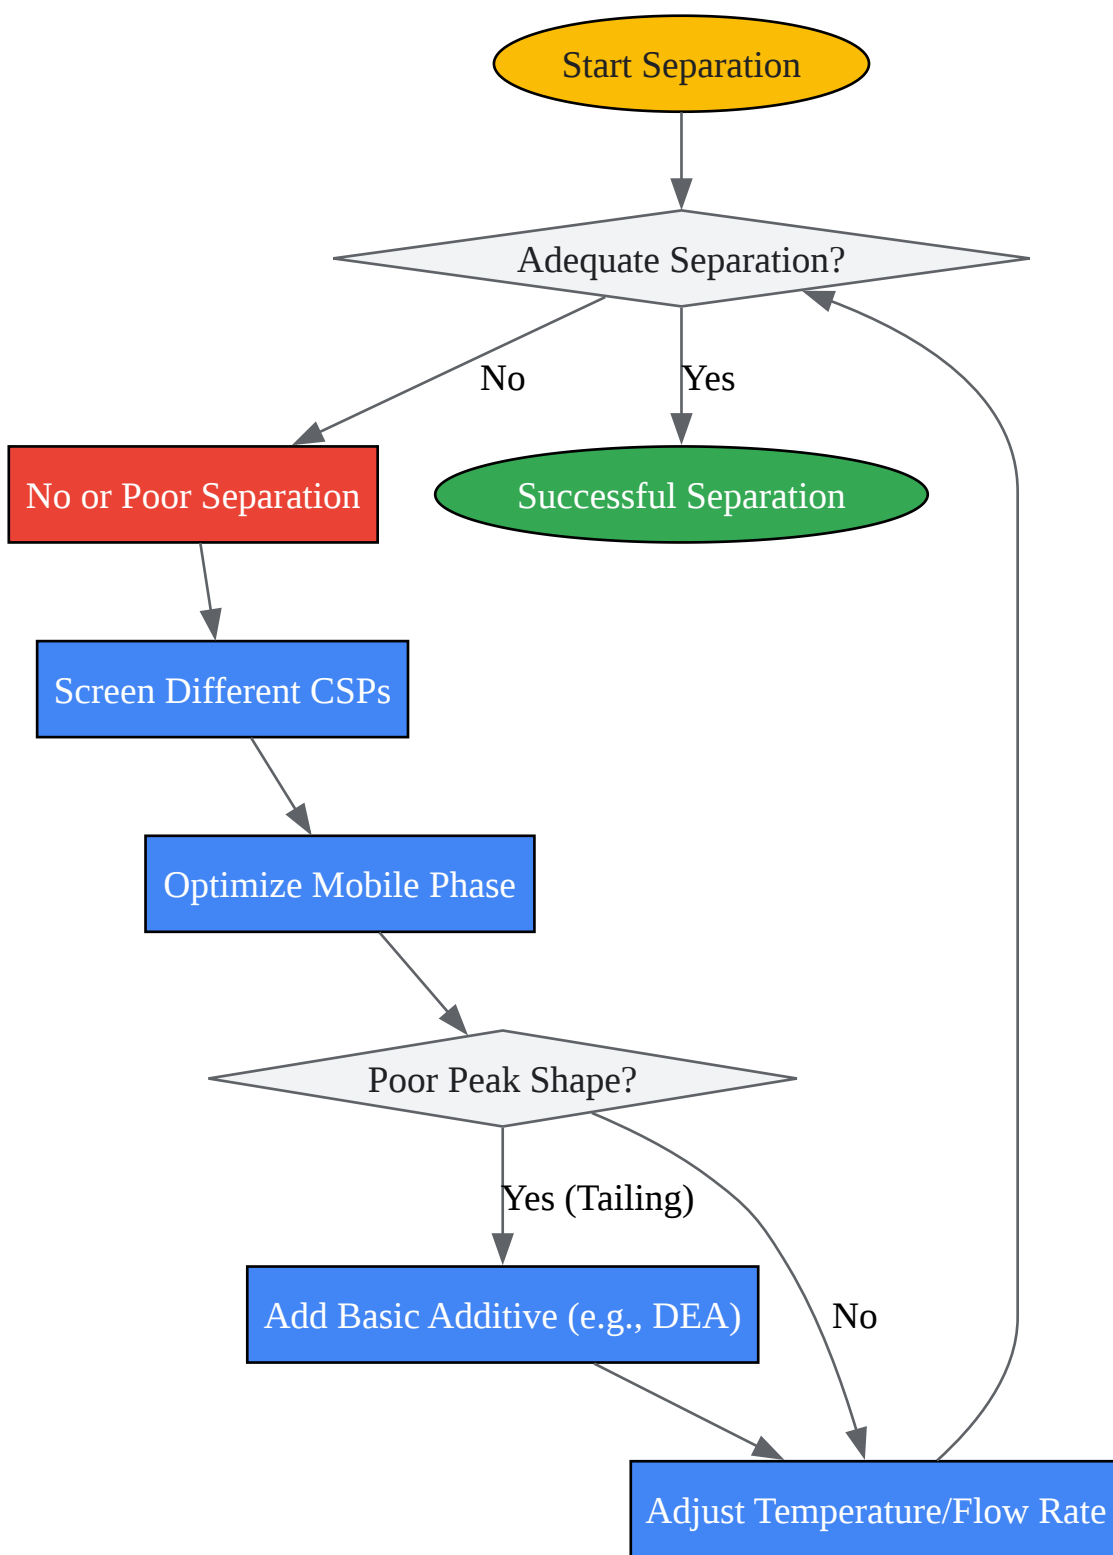 Start Separation
Adequate Separation?
No
Yes
No or Poor Separation
Successful Separation
Screen Different CSPs
Optimize Mobile Phase
Poor Peak Shape?
Yes (Tailing)
Add Basic Additive (e.g., DEA)
No
Adjust Temperature/Flow Rate